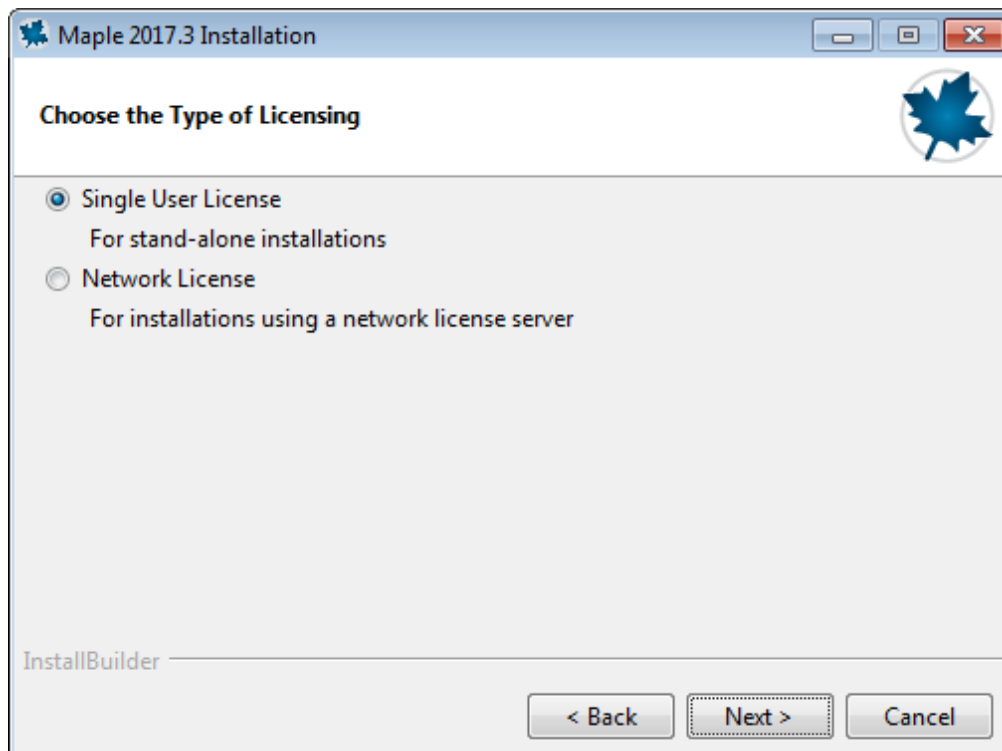 Maple 2017.3 Installation
Choose the Type of Licensing
Single User License
For stand-alone installations
Network License
For installations using a network license server
InstallBuilder
< Back Next > Cancel